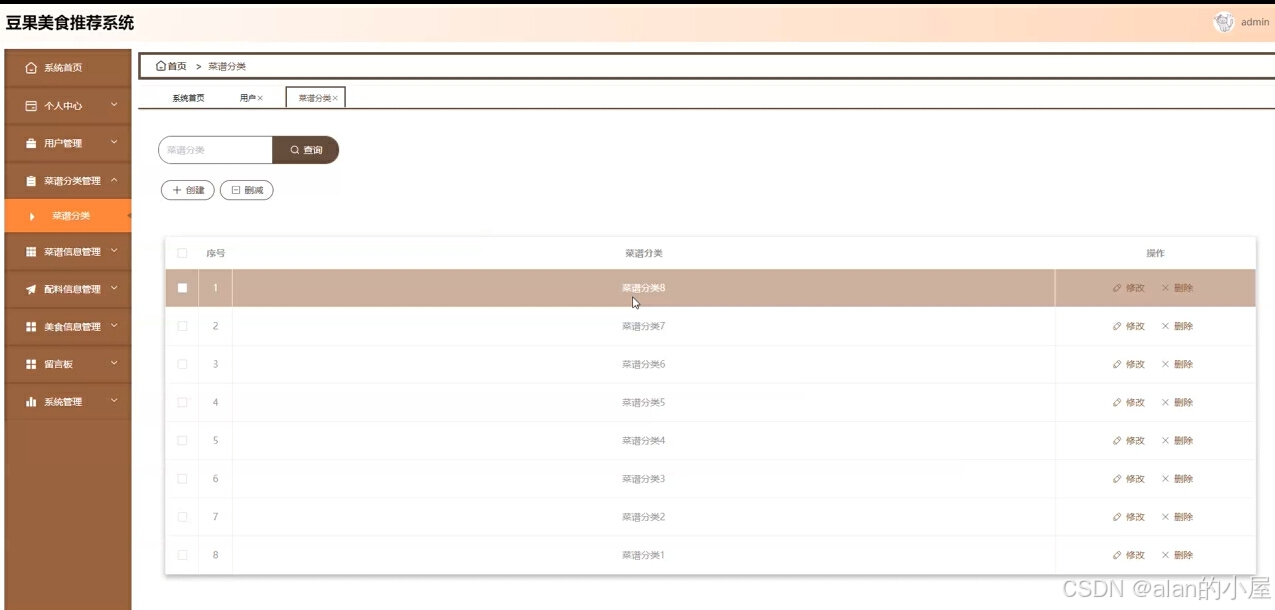 豆果美食推荐系统
admin
系统首页
个人中心
用户管理
菜谱分类管理
菜谱分类
菜谱信息管理
配料信息管理
美食信息管理
留言板
系统管理
首页 > 菜谱分类
系统首页 用户× 菜谱分类×
菜谱分类 查询
创建 删减
序号 菜谱分类 操作
1 菜谱分类8 修改 删除
2 菜谱分类7 修改 删除
3 菜谱分类6 修改 删除
4 菜谱分类5 修改 删除
5 菜谱分类4 修改 删除
6 菜谱分类3 修改 删除
7 菜谱分类2 修改 删除
8 菜谱分类1 修改 删除
CSDN @alan的小屋